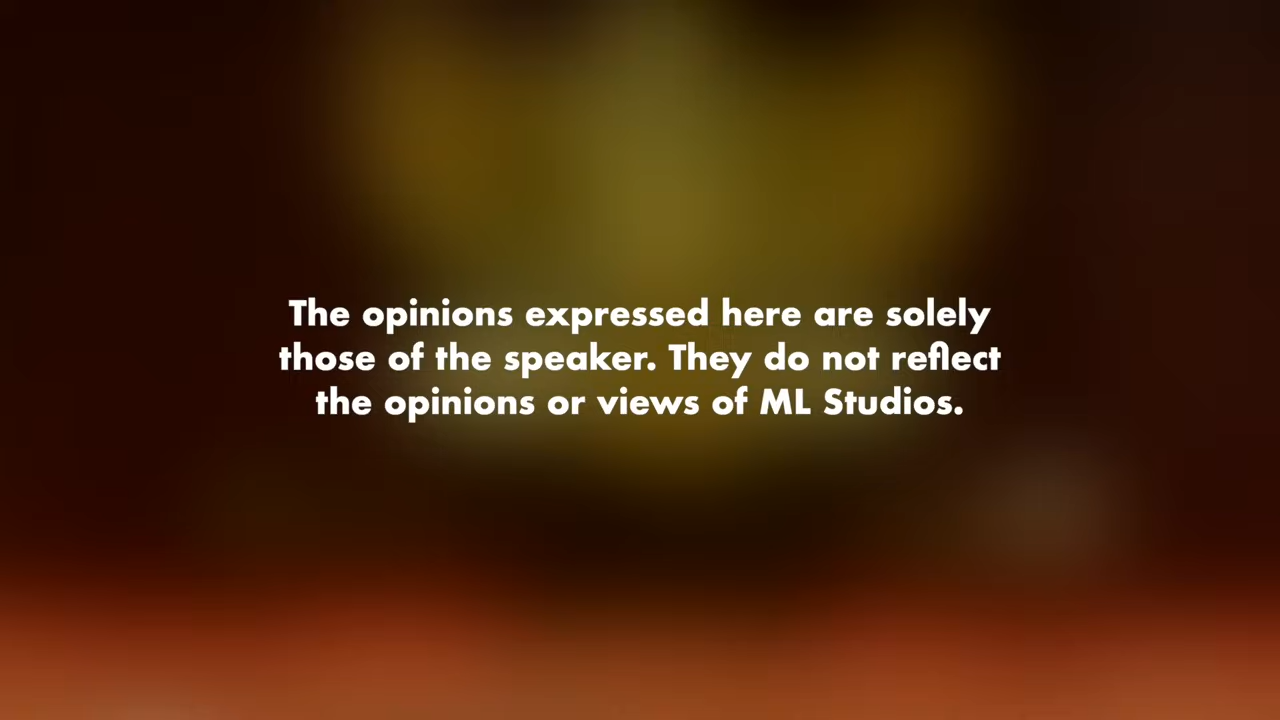 The opinions expressed here are solely
those of the speaker. They do not reflect
the opinions or views of ML Studios.